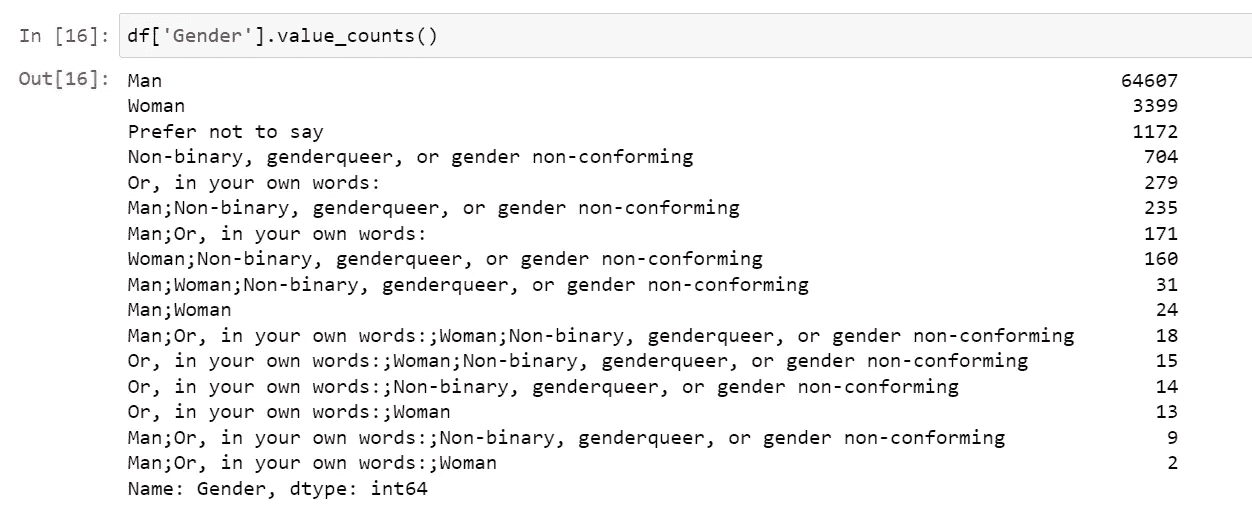 In [16]: df['Gender'].value_counts()
Out[16]: Man 64607
Woman 3399
Prefer not to say 1172
Non-binary, genderqueer, or gender non-conforming 704
Or, in your own words: 279
Man;Non-binary, genderqueer, or gender non-conforming 235
Man;Or, in your own words: 171
Woman;Non-binary, genderqueer, or gender non-conforming 160
Man;Woman;Non-binary, genderqueer, or gender non-conforming 31
Man;Woman 24
Man;Or, in your own words:;Woman;Non-binary, genderqueer, or gender non-conforming 18
Or, in your own words:;Woman;Non-binary, genderqueer, or gender non-conforming 15
Or, in your own words:;Non-binary, genderqueer, or gender non-conforming 14
Or, in your own words:;Woman 13
Man;Or, in your own words:;Non-binary, genderqueer, or gender non-conforming 9
Man;Or, in your own words:;Woman 2
Name: Gender, dtype: int64